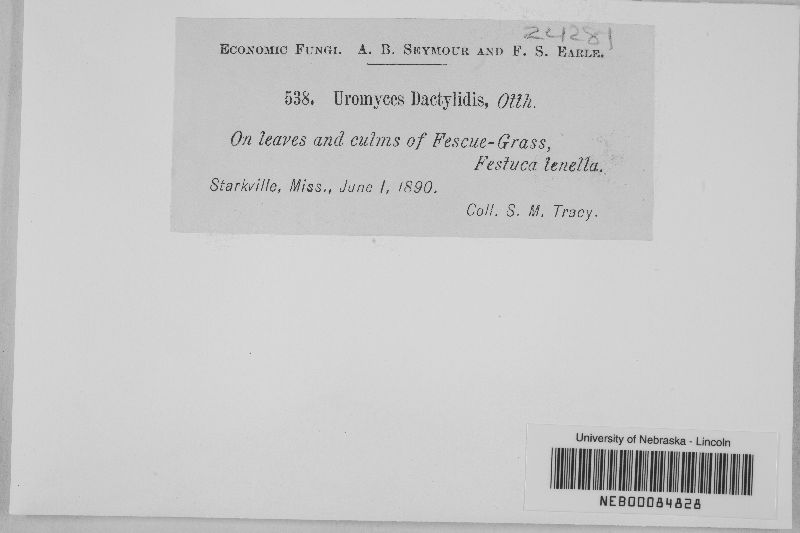 24281
Economic Fungi. A. B. Seymour and F. S. Earle.
538. Uromyces Dactylidis, Otth.
On leaves and culms of Fescue-Grass,
Festuca tenella.
Starkville, Miss., June 1, 1890.
Coll. S. M. Tracy.
University of Nebraska - Lincoln
NEB00084828